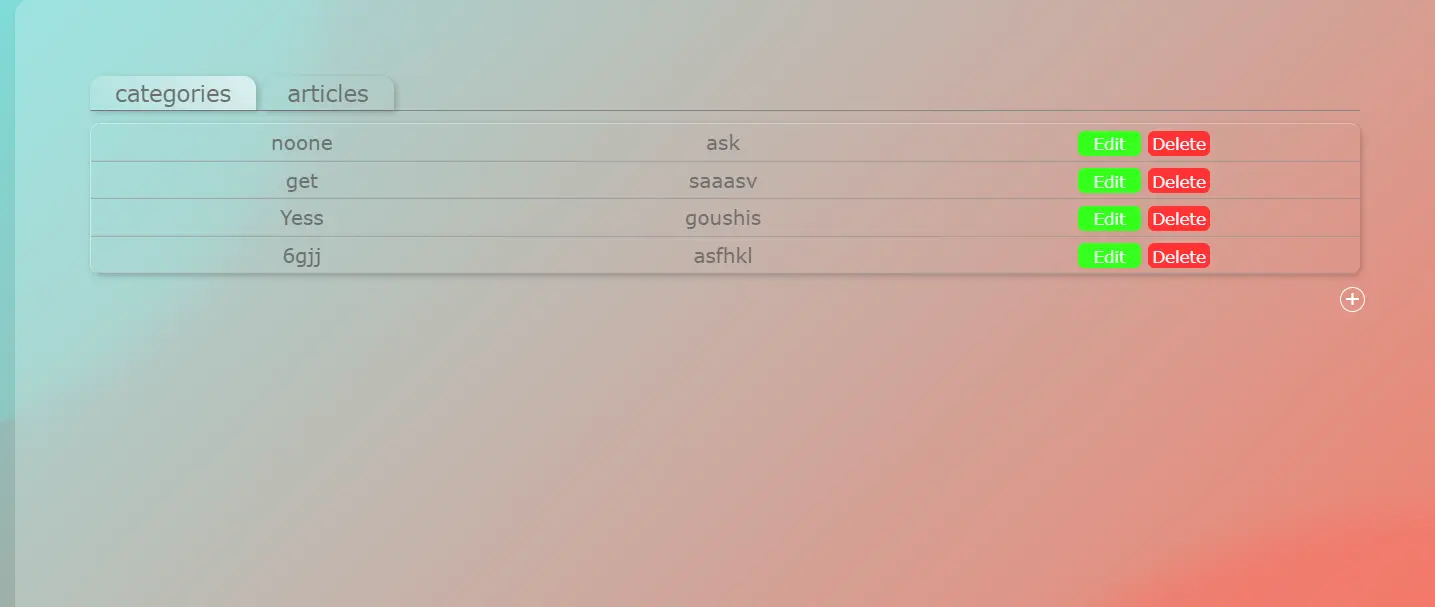 categories articles
noone ask Edit Delete
get saaasv Edit Delete
Yess goushis Edit Delete
6gjj asfhkl Edit Delete